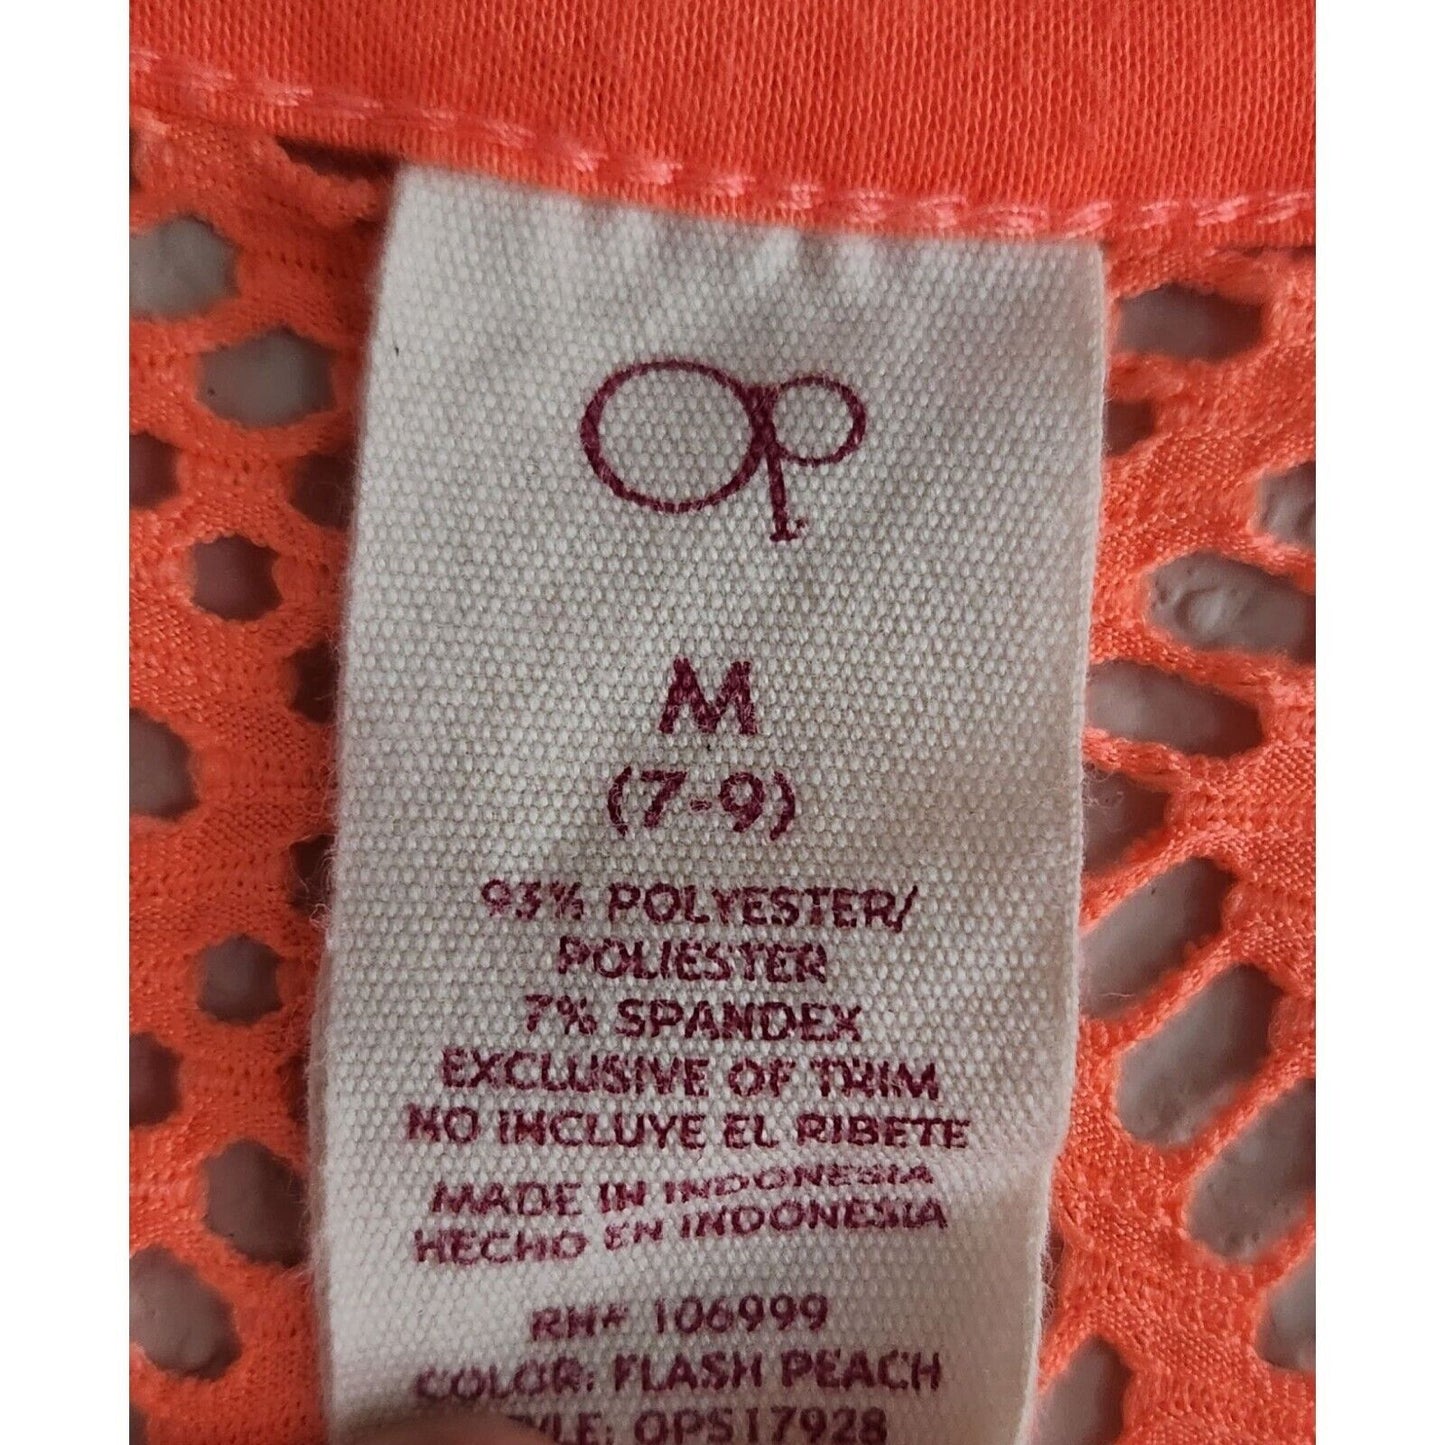 Op
M
(7-9)
93% POLYESTER/
POLIESTER
7% SPANDEX
EXCLUSIVE OF TRIM
NO INCLUYE EL RIBETE
MADE IN INDONESIA
HECHO EN INDONESIA
RN# 106999
COLOR: FLASH PEACH
OPS17928